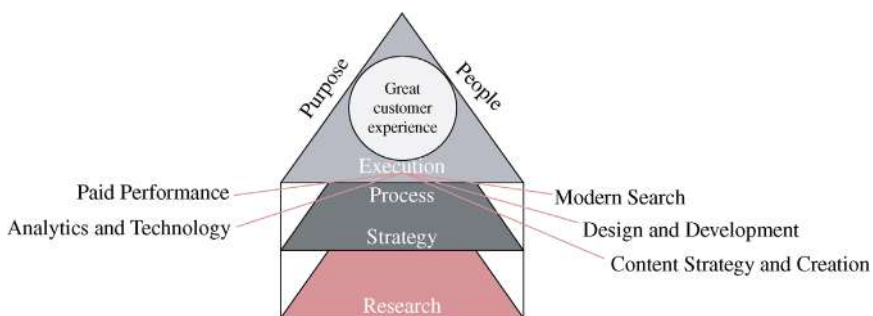 Purpose
People
Great
customer
experience
Execution
Paid Performance
Process
Modern Search
Analytics and Technology
Strategy
Design and Development
Content Strategy and Creation
Research